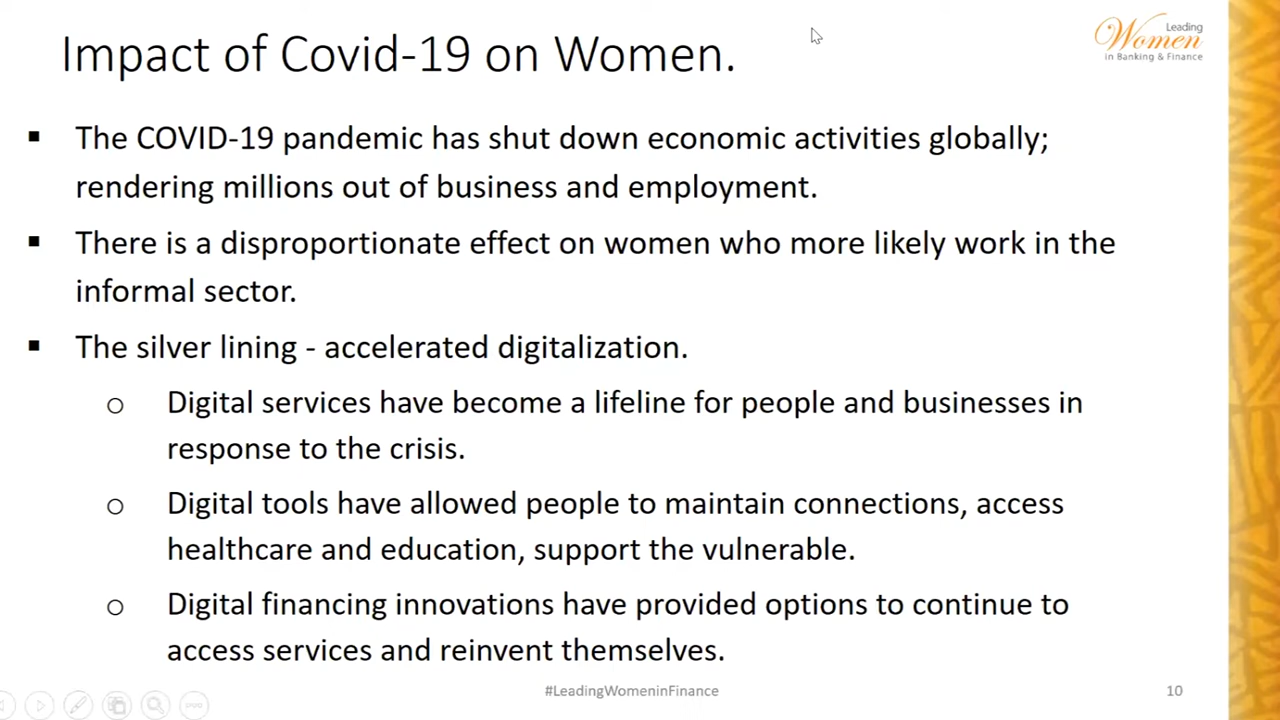 Impact of Covid-19 on Women.
Leading
Women
in Banking & Finance
▪ The COVID-19 pandemic has shut down economic activities globally;
rendering millions out of business and employment.
▪ There is a disproportionate effect on women who more likely work in the
informal sector.
▪ The silver lining - accelerated digitalization.
o Digital services have become a lifeline for people and businesses in
response to the crisis.
o Digital tools have allowed people to maintain connections, access
healthcare and education, support the vulnerable.
o Digital financing innovations have provided options to continue to
access services and reinvent themselves.
#LeadingWomeninFinance
10